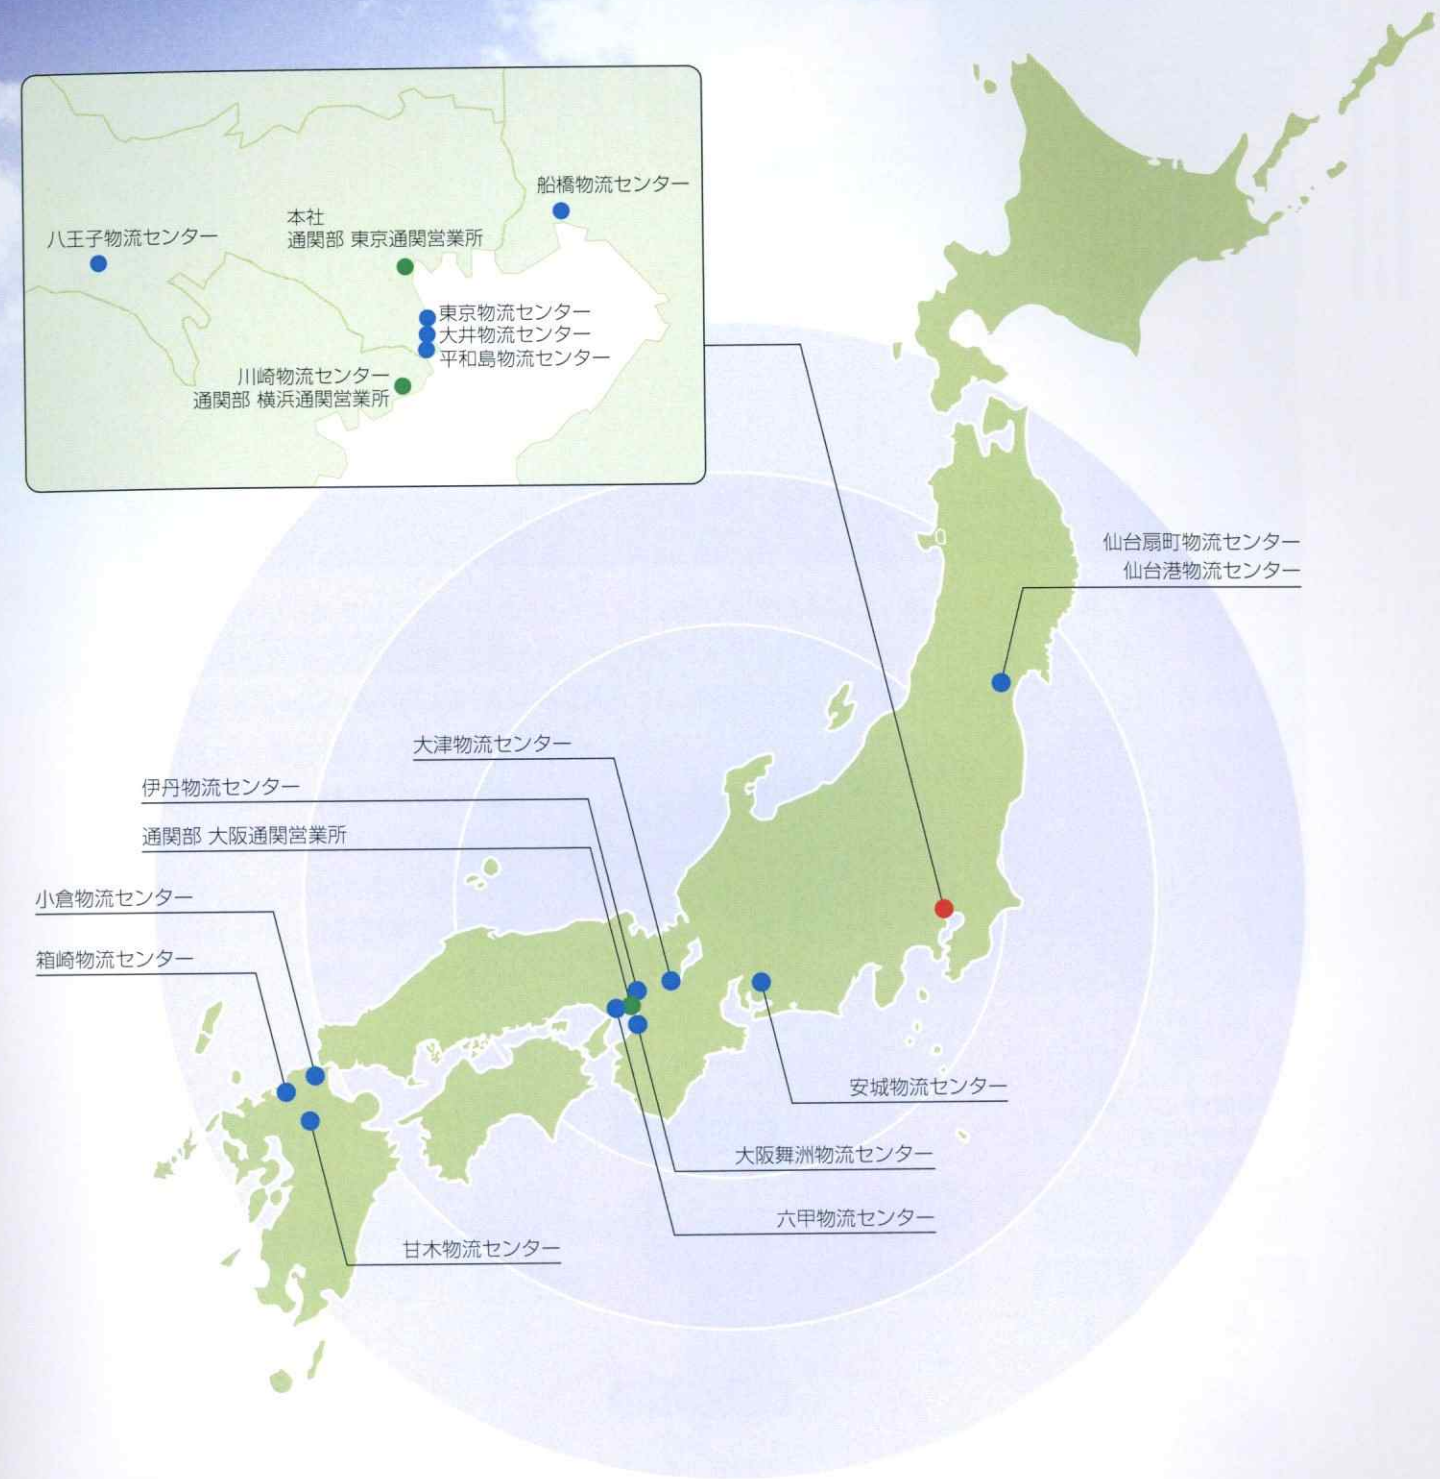 船橋物流センター
本社
通関部 東京通関営業所
八王子物流センター
東京物流センター
大井物流センター
平和島物流センター
川崎物流センター
通関部 横浜通関営業所
仙台扇町物流センター
仙台港物流センター
大津物流センター
伊丹物流センター
通関部 大阪通関営業所
小倉物流センター
箱崎物流センター
安城物流センター
大阪舞洲物流センター
六甲物流センター
甘木物流センター